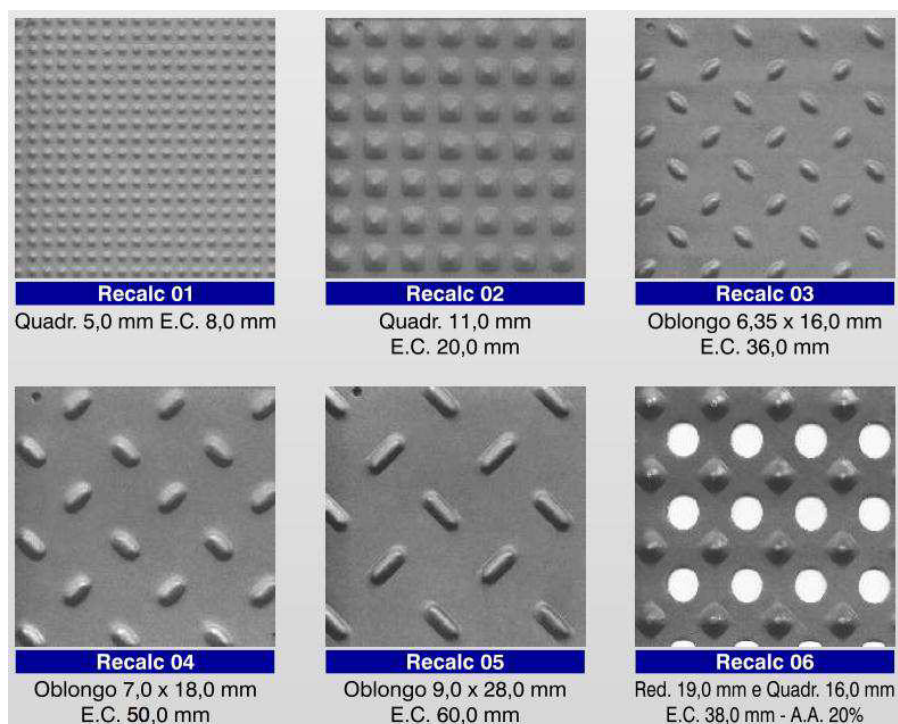 Recalc 01
Quadr. 5,0 mm E.C. 8,0 mm
Recalc 02
Quadr. 11,0 mm
E.C. 20,0 mm
Recalc 03
Oblongo 6,35 x 16,0 mm
E.C. 36,0 mm
Recalc 04
Oblongo 7,0 x 18,0 mm
E.C. 50,0 mm
Recalc 05
Oblongo 9,0 x 28,0 mm
E.C. 60,0 mm
Recalc 06
Red. 19,0 mm e Quadr. 16,0 mm
E.C. 38,0 mm - A.A. 20%